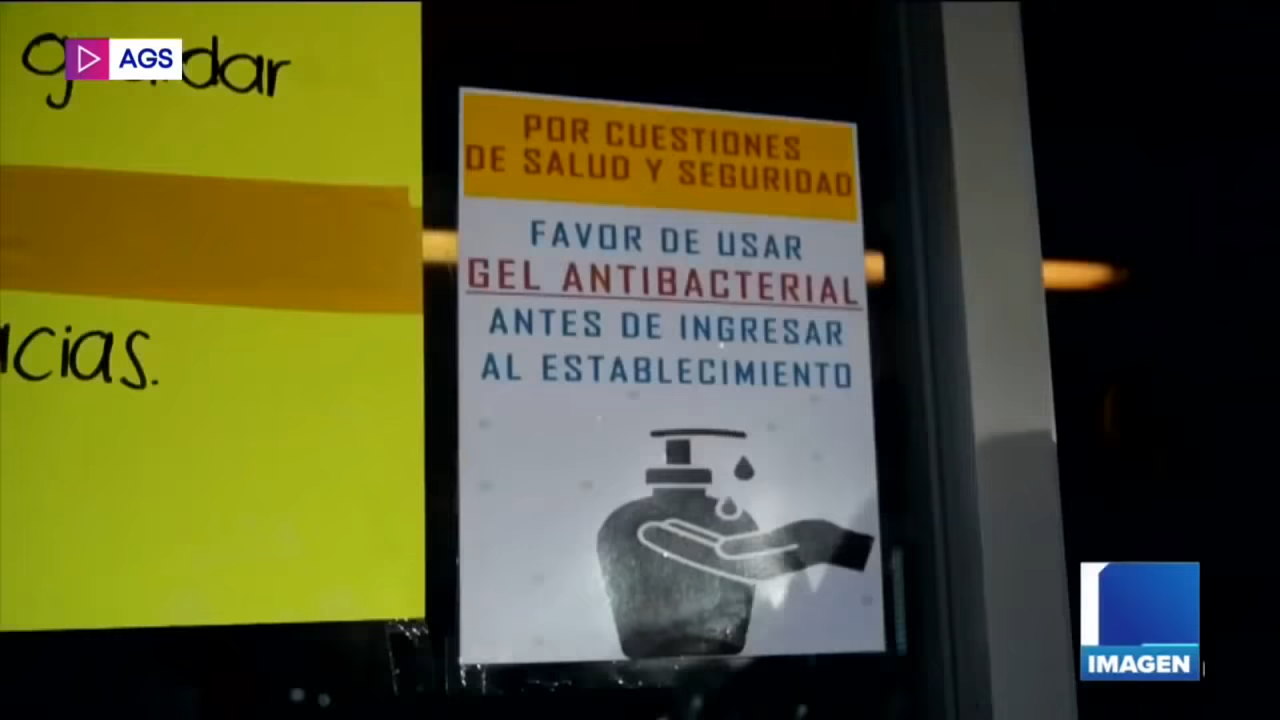 AGS
POR CUESTIONES
DE SALUD Y SEGURIDAD
FAVOR DE USAR
GEL ANTIBACTERIAL
ANTES DE INGRESAR
AL ESTABLECIMIENTO
IMAGEN